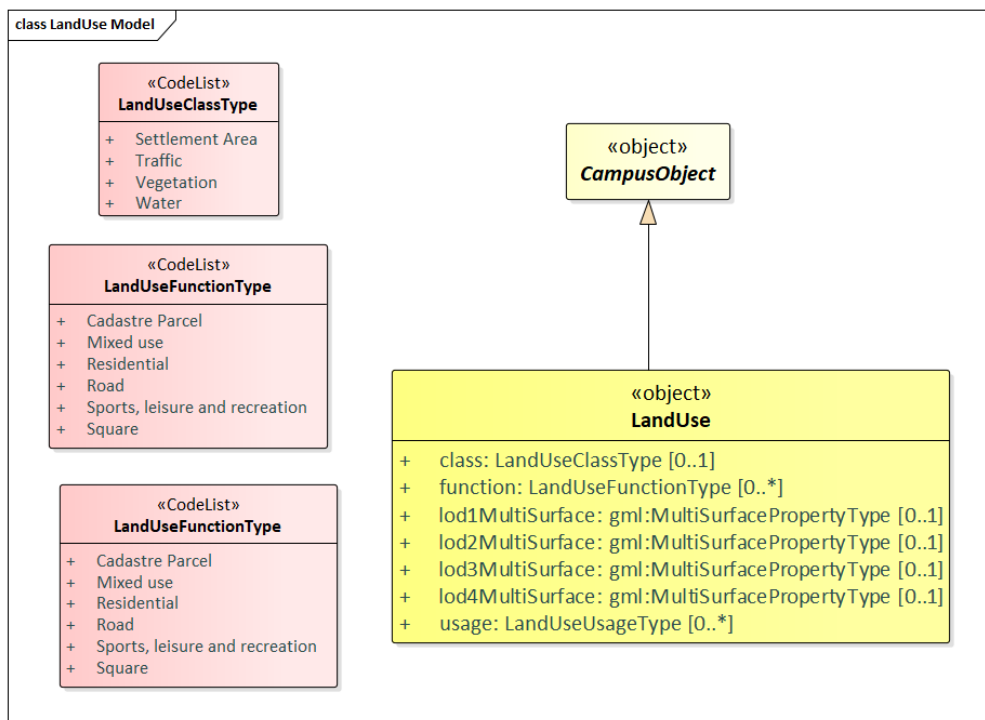 class LandUse Model
«CodeList»
LandUseClassType
+ Settlement Area
+ Traffic
+ Vegetation
+ Water
«CodeList»
LandUseFunctionType
+ Cadastre Parcel
+ Mixed use
+ Residential
+ Road
+ Sports, leisure and recreation
+ Square
«CodeList»
LandUseFunctionType
+ Cadastre Parcel
+ Mixed use
+ Residential
+ Road
+ Sports, leisure and recreation
+ Square
«object»
CampusObject
«object»
LandUse
+ class: LandUseClassType [0..1]
+ function: LandUseFunctionType [0..*]
+ lod1MultiSurface: gml:MultiSurfacePropertyType [0..1]
+ lod2MultiSurface: gml:MultiSurfacePropertyType [0..1]
+ lod3MultiSurface: gml:MultiSurfacePropertyType [0..1]
+ lod4MultiSurface: gml:MultiSurfacePropertyType [0..1]
+ usage: LandUseUsageType [0..*]